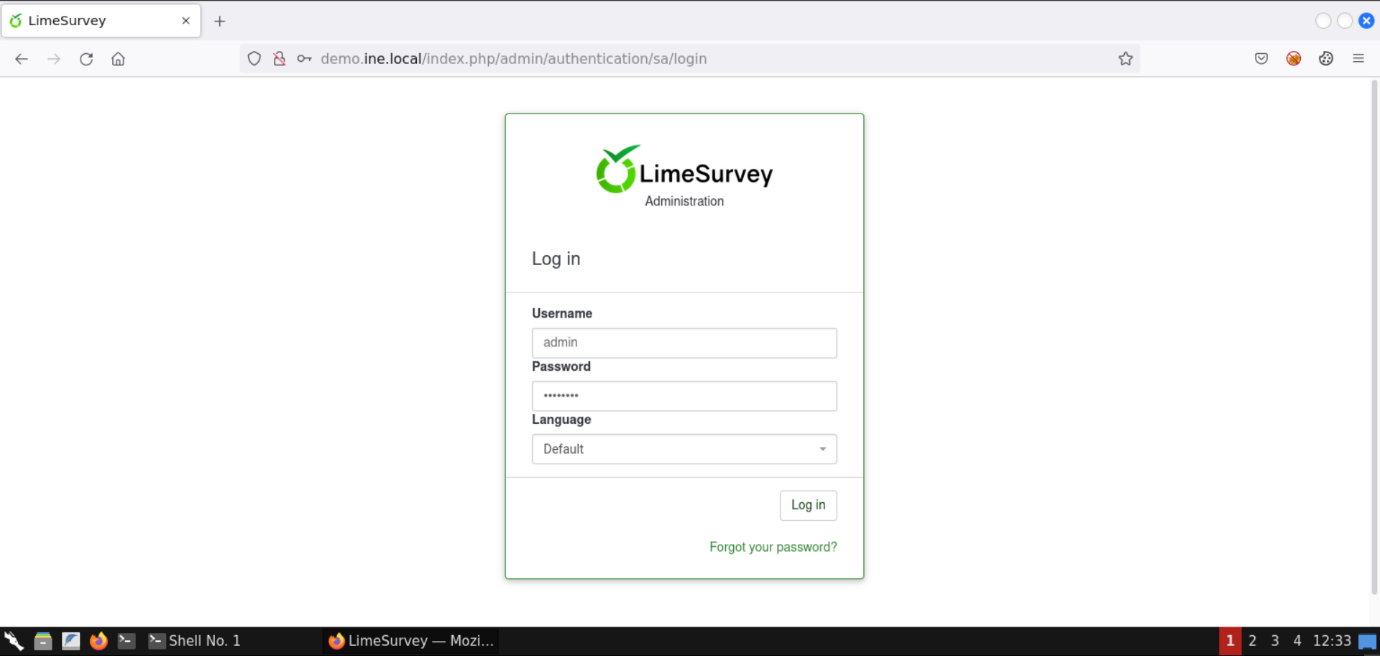 LimeSurvey
demo.ine.local/index.php/admin/authentication/sa/login
LimeSurvey
Administration
Log in
Username
admin
Password
••••••••
Language
Default
Log in
Forgot your password?
Shell No. 1
LimeSurvey — Mozi...
1 2 3 4 12:33